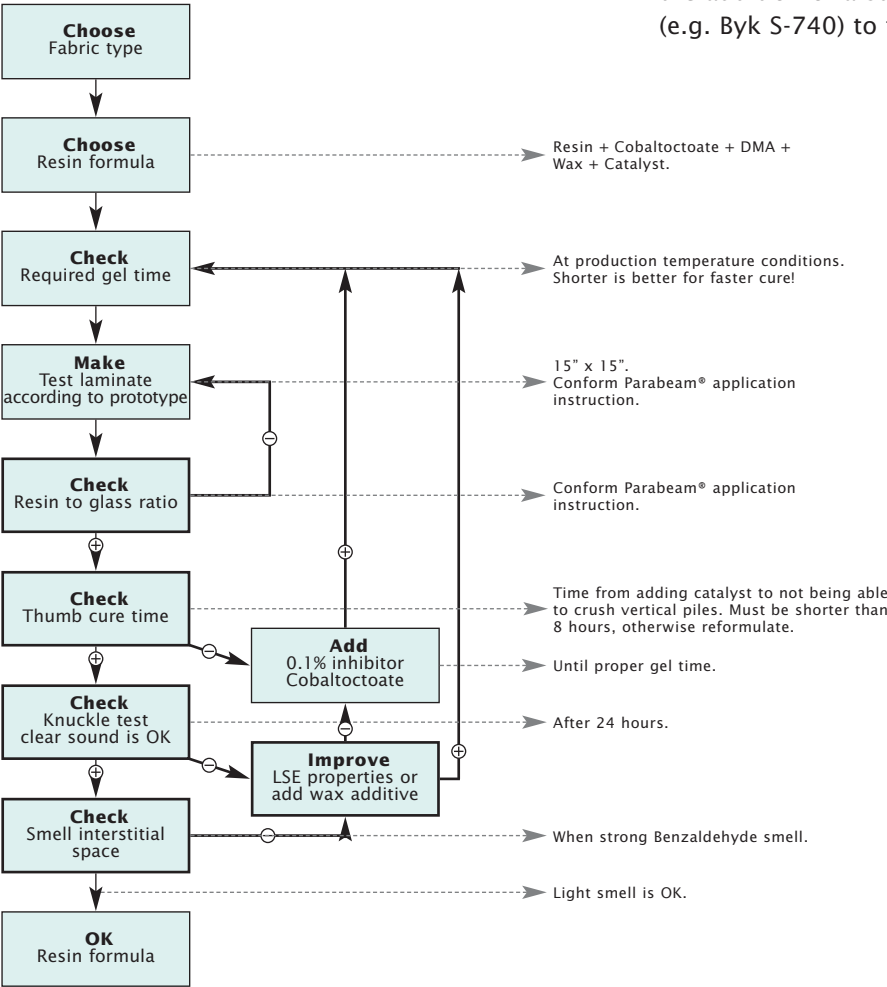 (e.g. Byk S-740) to
Choose
Fabric type
Choose
Resin formula
Resin + Cobaltoctoate + DMA +
Wax + Catalyst.
Check
Required gel time
At production temperature conditions.
Shorter is better for faster cure!
Make
Test laminate
according to prototype
15” x 15”.
Conform Parabeam® application
instruction.
Check
Resin to glass ratio
Conform Parabeam® application
instruction.
Check
Thumb cure time
Time from adding catalyst to not being able
to crush vertical piles. Must be shorter than
8 hours, otherwise reformulate.
Add
0.1% inhibitor
Cobaltoctoate
Until proper gel time.
Check
Knuckle test
clear sound is OK
After 24 hours.
Improve
LSE properties or
add wax additive
Check
Smell interstitial
space
When strong Benzaldehyde smell.
Light smell is OK.
OK
Resin formula